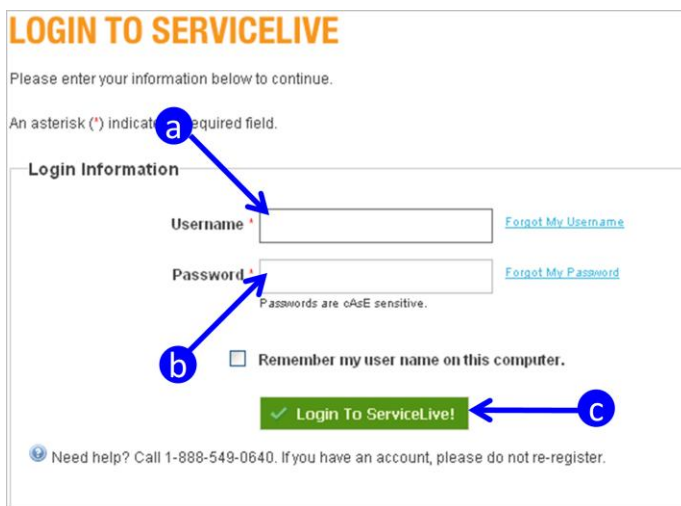 LOGIN TO SERVICELIVE
Please enter your information below to continue.
An asterisk (*) indicate required field.
a
Login Information
Username * Forgot My Username
Password * Forgot My Password
Passwords are cAsE sensitive.
b
Remember my user name on this computer.
Login To ServiceLive!
c
Need help? Call 1-888-549-0640. If you have an account, please do not re-register.